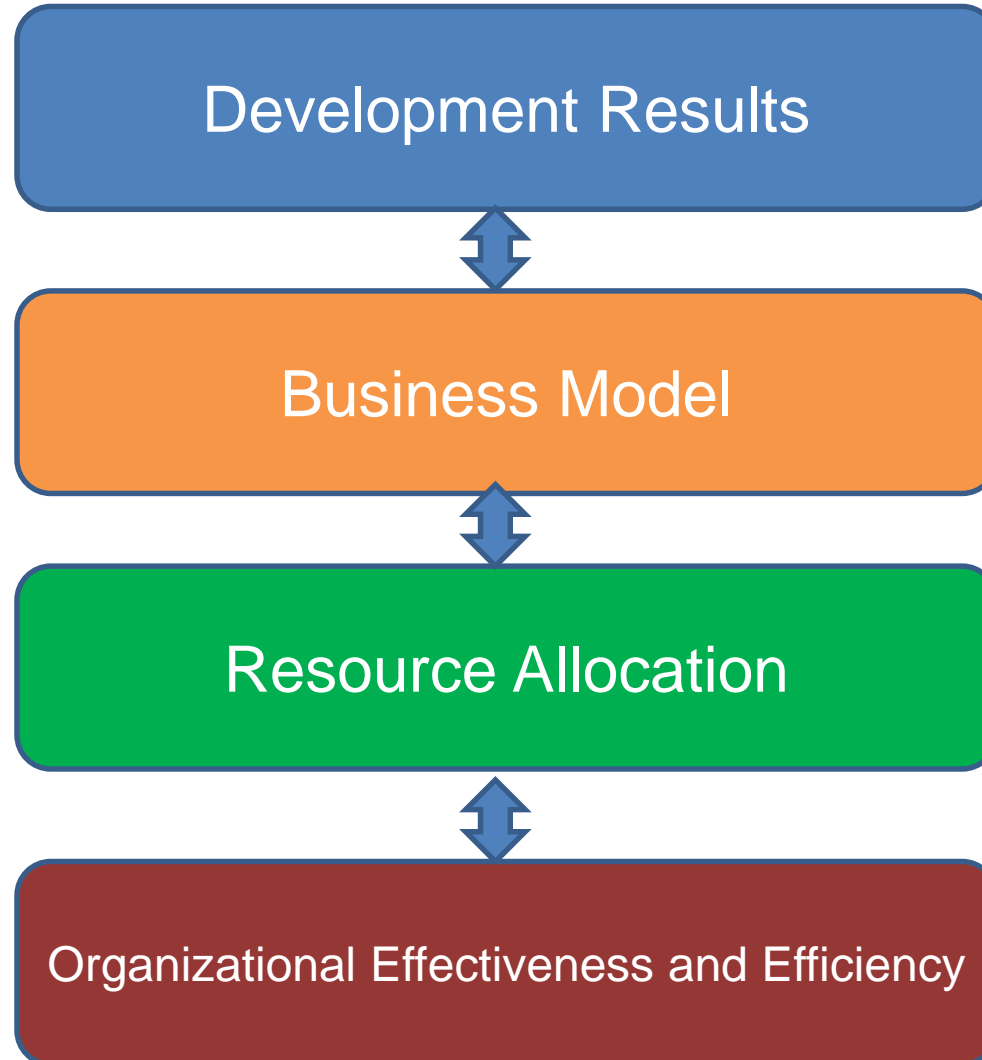 Development Results
Business Model
Resource Allocation
Organizational Effectiveness and Efficiency